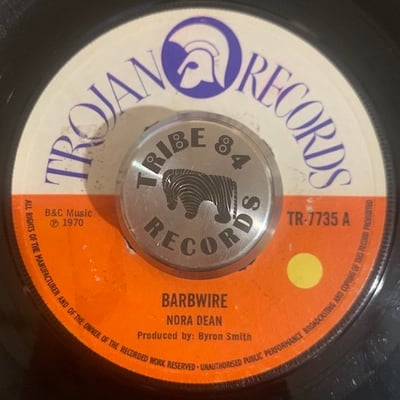 TROJAN RECORDS
TRIBE 84
RECORDS
B&C Music
℗ 1970
TR-7735 A
BARBWIRE
NORA DEAN
Produced by: Byron Smith
ALL RIGHTS OF THE MANUFACTURER AND OF THE OWNER OF THE RECORDED WORK RESERVED · UNAUTHORISED PUBLIC PERFORMANCE BROADCASTING AND COPYING OF THIS RECORD PROHIBITED